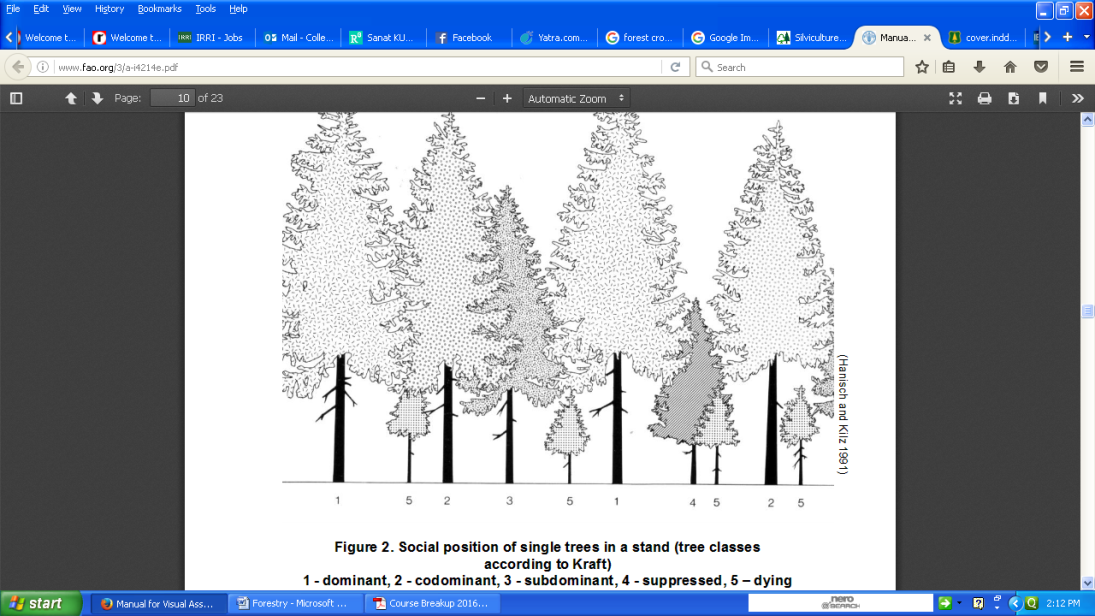 File Edit View History Bookmarks Tools Help
Welcome t... Welcome t... IRRI - Jobs Mail - Colle... Sanat KU... Facebook Yatra.com... forest cro... Google Im... Silviculture... Manua... cover.indd...
www.fao.org/3/a-i4214e.pdf Search
Page: 10 of 23 Automatic Zoom
(Hanisch and Kilz 1991)
1 5 2 3 5 1 4 5 2 5
Figure 2. Social position of single trees in a stand (tree classes
according to Kraft)
1 - dominant, 2 - codominant, 3 - subdominant, 4 - suppressed, 5 – dying
start Manual for Visual Ass... Forestry - Microsoft ... Course Breakup 2016... nero SEARCH 2:12 PM